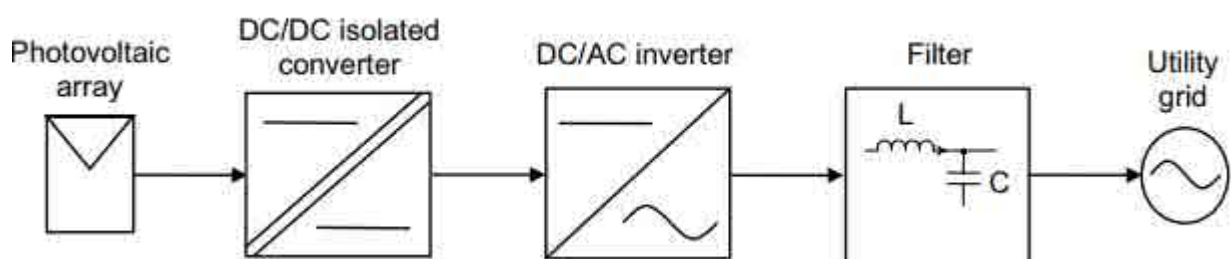 Photovoltaic
array
DC/DC isolated
converter
DC/AC inverter
Filter
L
C
Utility
grid